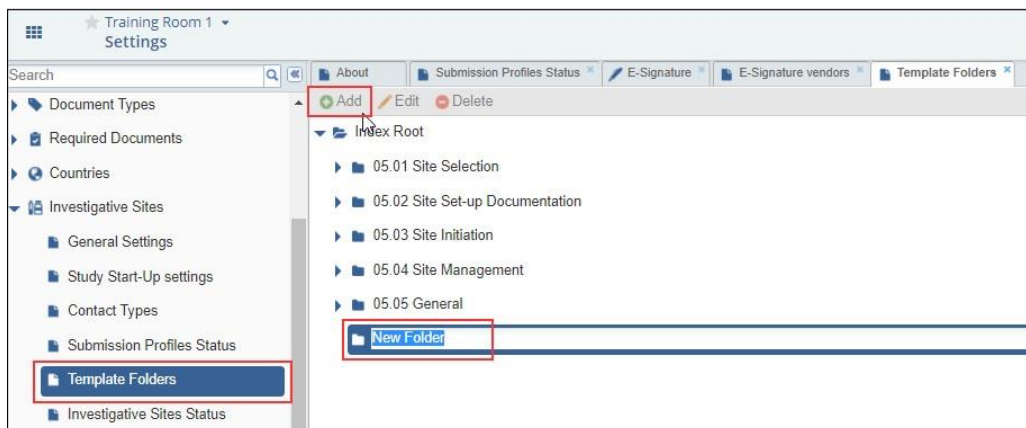 Training Room 1
Settings
Search
About
Submission Profiles Status
E-Signature
E-Signature vendors
Template Folders
Document Types
Required Documents
Countries
Investigative Sites
General Settings
Study Start-Up settings
Contact Types
Submission Profiles Status
Template Folders
Investigative Sites Status
Add Edit Delete
Index Root
05.01 Site Selection
05.02 Site Set-up Documentation
05.03 Site Initiation
05.04 Site Management
05.05 General
New Folder